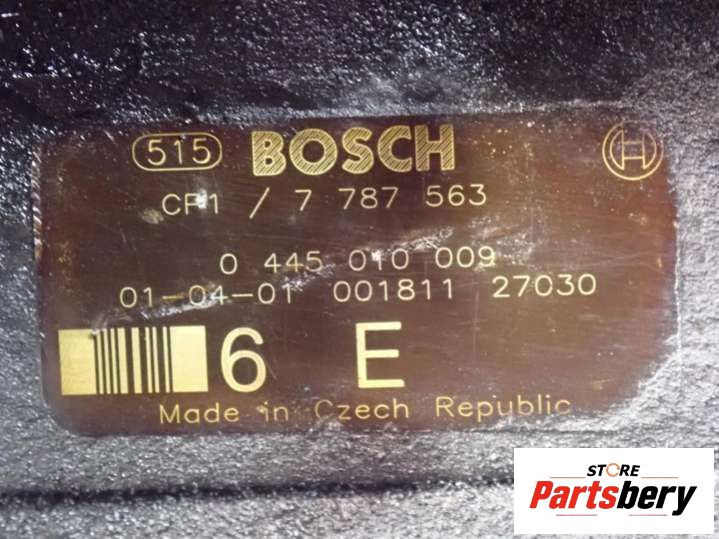 515 BOSCH
CP1 / 7 787 563
0 445 010 009
01-04-01 001811 27030
6 E
Made in Czech Republic
STORE
Partsbery